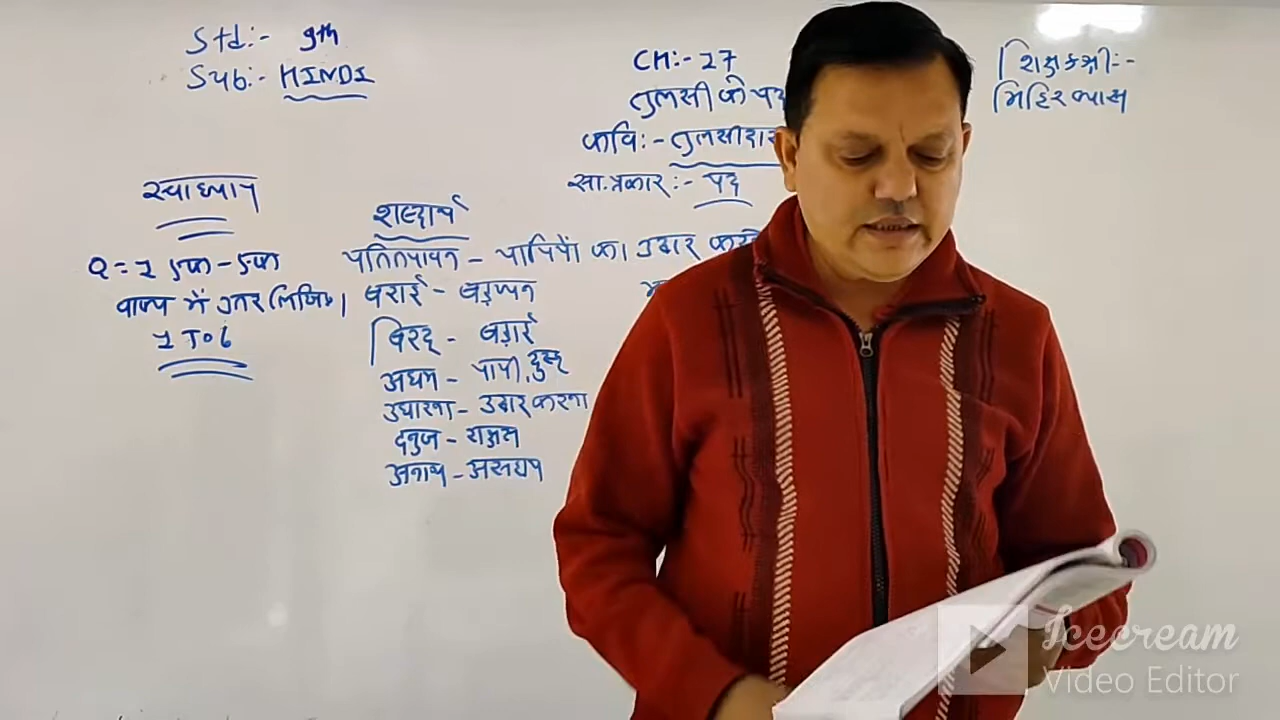 Std:- 9th
Sub:- HINDI
CH:- 27
तुलसी के पद
कवि:- तुलसीदास
सा.प्रकार:- पद
शिक्षकश्री:-
मिहिर व्यास
स्वाध्याय
Q=1 एक-एक
वाक्य में उत्तर लिखिए।
1 To 6
शब्दार्थ
पतितपावन - पापियों का उद्धार करने
बराई - बड़प्पन
बिरद् - बड़ाई
अधम - पापी, दुष्ट
उधारना - उद्धार करना
दनुज - राक्षस
अनाथ - असहाय
Icecream
Video Editor